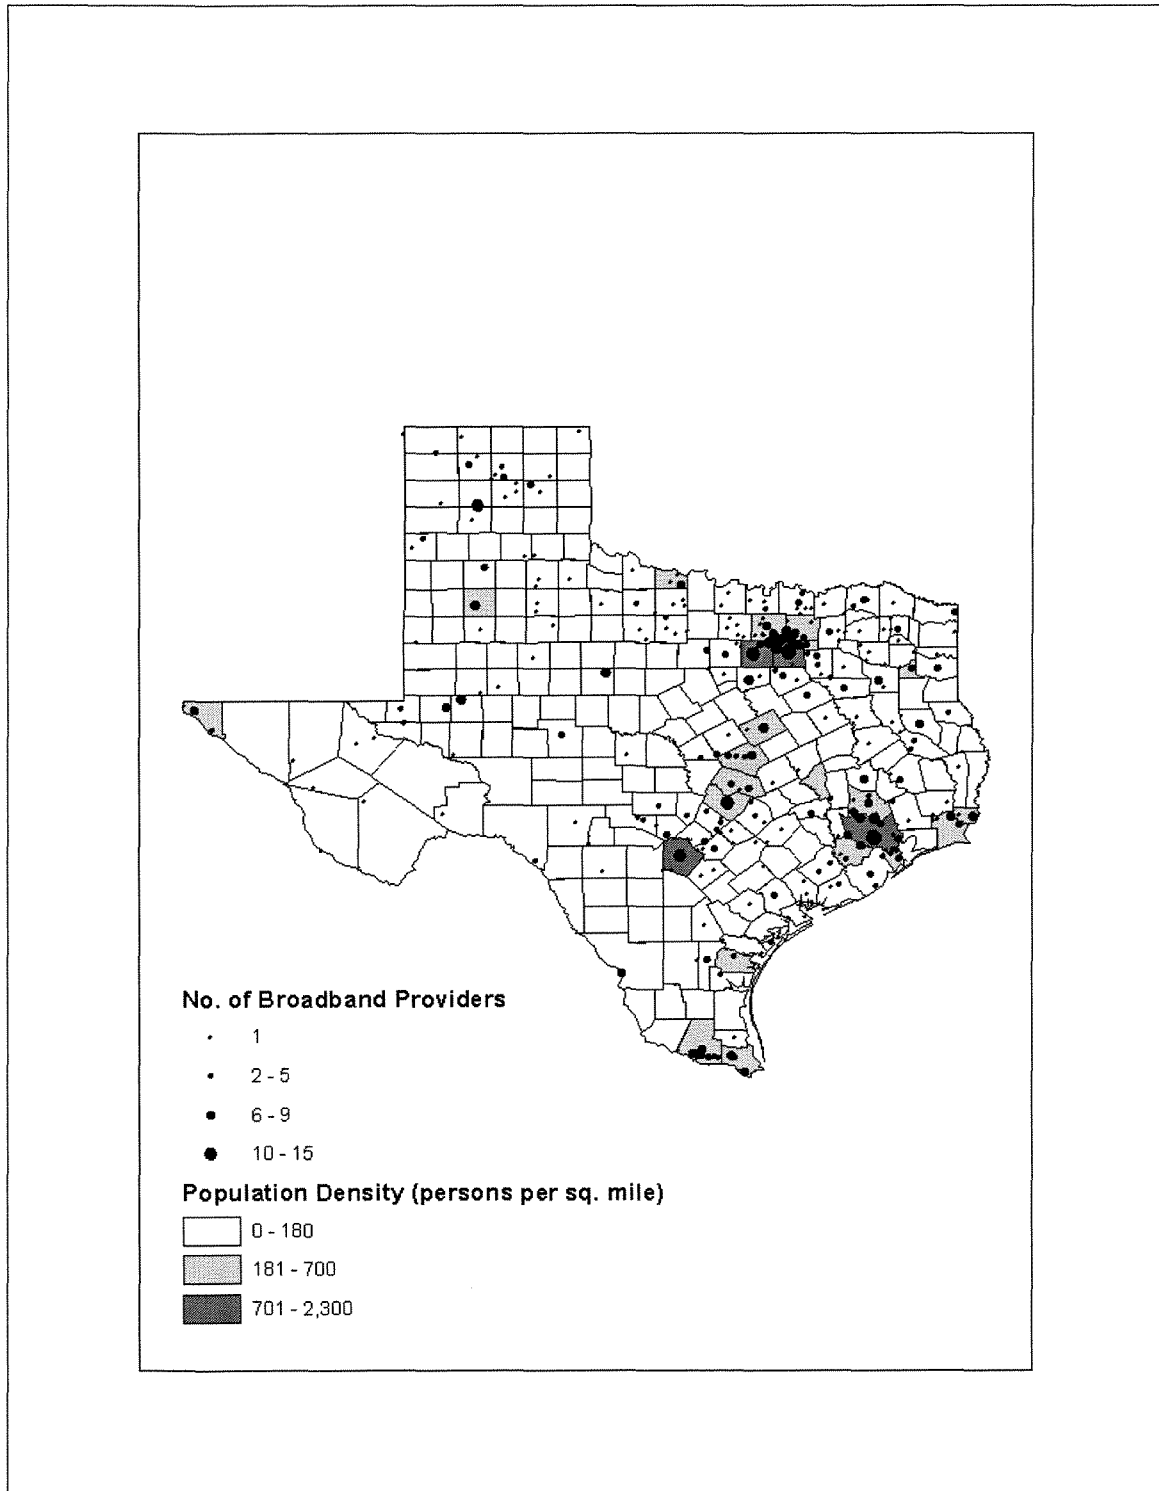 No. of Broadband Providers
1
2 - 5
6 - 9
10 - 15
Population Density (persons per sq. mile)
0 - 180
181 - 700
701 - 2,300